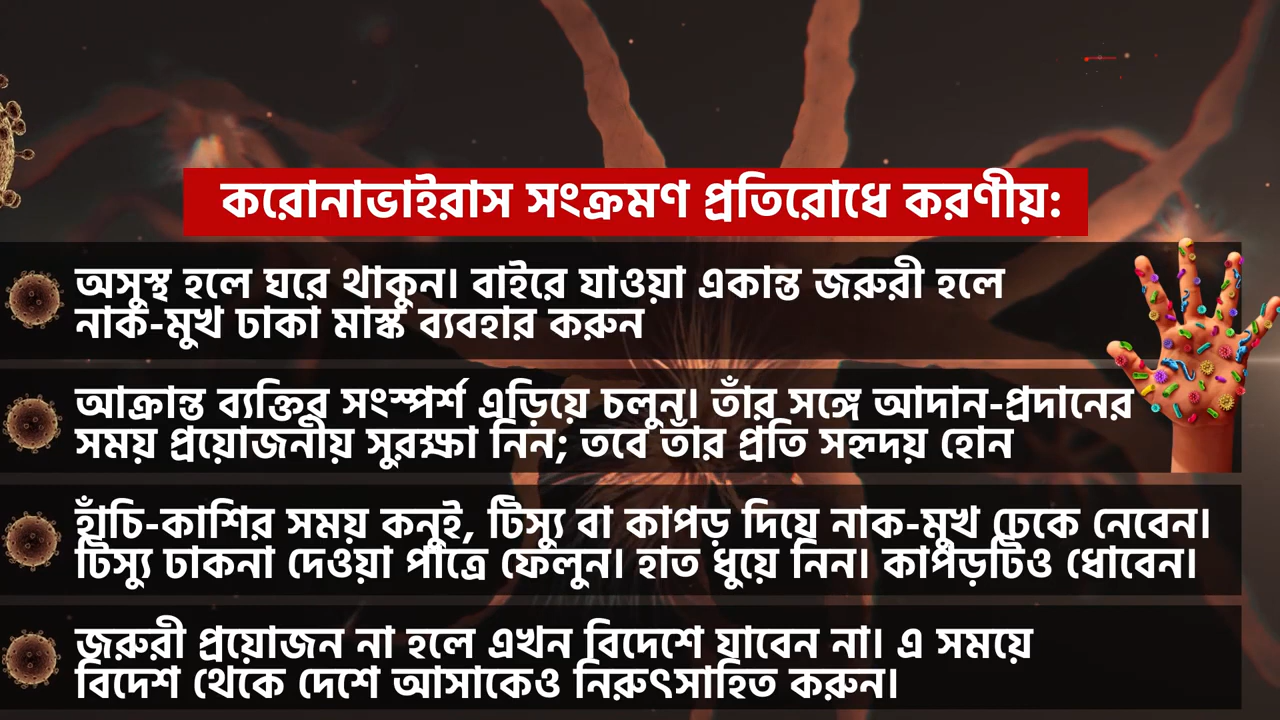 করোনাভাইরাস সংক্রমণ প্রতিরোধে করণীয়:
অসুস্থ হলে ঘরে থাকুন। বাইরে যাওয়া একান্ত জরুরী হলে
নাক-মুখ ঢাকা মাস্ক ব্যবহার করুন
আক্রান্ত ব্যক্তির সংস্পর্শ এড়িয়ে চলুন। তাঁর সঙ্গে আদান-প্রদানের
সময় প্রয়োজনীয় সুরক্ষা নিন; তবে তাঁর প্রতি সহৃদয় হোন
হাঁচি-কাশির সময় কনুই, টিস্যু বা কাপড় দিয়ে নাক-মুখ ঢেকে নেবেন।
টিস্যু ঢাকনা দেওয়া পাত্রে ফেলুন। হাত ধুয়ে নিন। কাপড়টিও ধোবেন।
জরুরী প্রয়োজন না হলে এখন বিদেশে যাবেন না। এ সময়ে
বিদেশ থেকে দেশে আসাকেও নিরুৎসাহিত করুন।